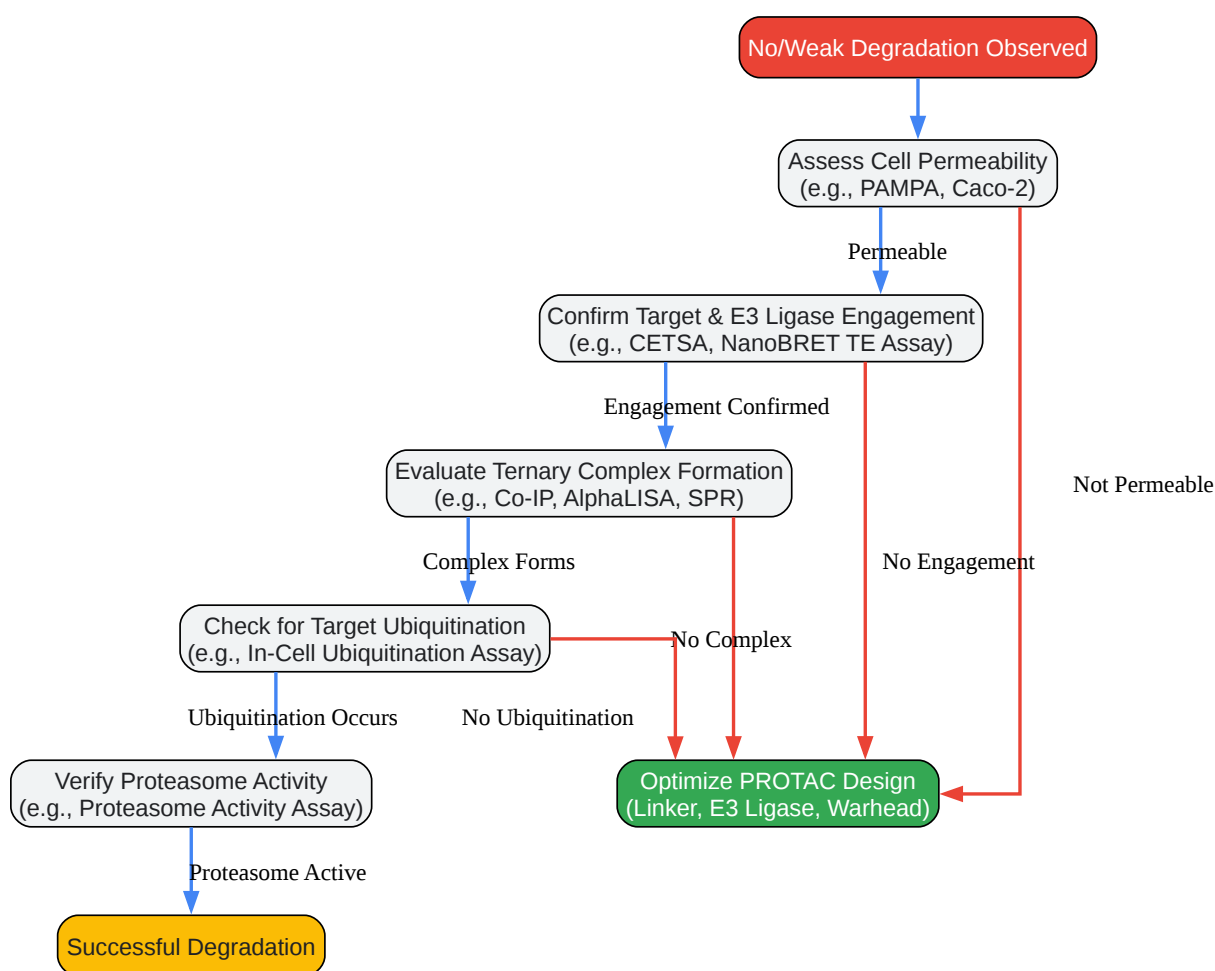 No/Weak Degradation Observed
Assess Cell Permeability
(e.g., PAMPA, Caco-2)
Permeable
Confirm Target & E3 Ligase Engagement
(e.g., CETSA, NanoBRET TE Assay)
Engagement Confirmed
Evaluate Ternary Complex Formation
(e.g., Co-IP, AlphaLISA, SPR)
Not Permeable
Complex Forms
No Engagement
Check for Target Ubiquitination
(e.g., In-Cell Ubiquitination Assay)
No Complex
Ubiquitination Occurs
No Ubiquitination
Verify Proteasome Activity
(e.g., Proteasome Activity Assay)
Optimize PROTAC Design
(Linker, E3 Ligase, Warhead)
Proteasome Active
Successful Degradation